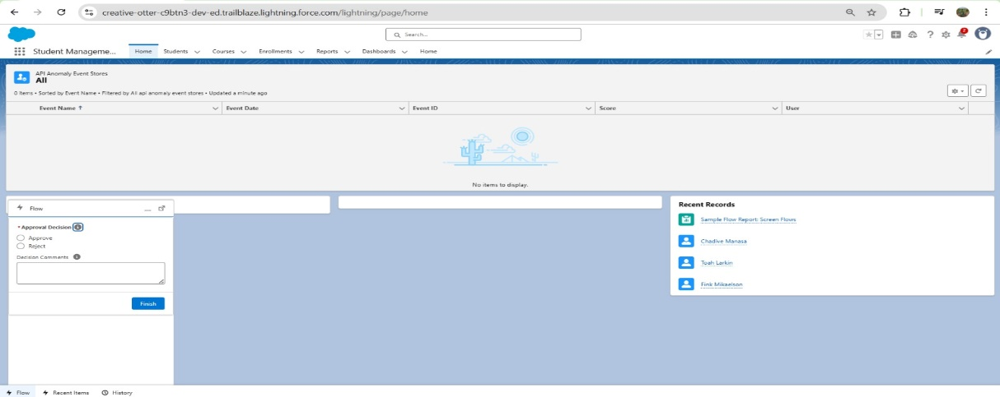 creative-otter-c9btn3-dev-ed.trailblaze.lightning.force.com/lightning/page/home
Search...
2
Student Manageme... Home Students Courses Enrollments Reports Dashboards Home
API Anomaly Event Stores
All
0 items • Sorted by Event Name • Filtered by All api anomaly event stores • Updated a minute ago
Event Name ↑ Event Date Event ID Score User
No items to display.
Flow
*Approval Decision
Approve
Reject
Decision Comments
Finish
Recent Records
Sample Flow Report: Screen Flows
Chadive Manasa
Toah Larkin
Fink Mikaelson
Flow Recent Items History